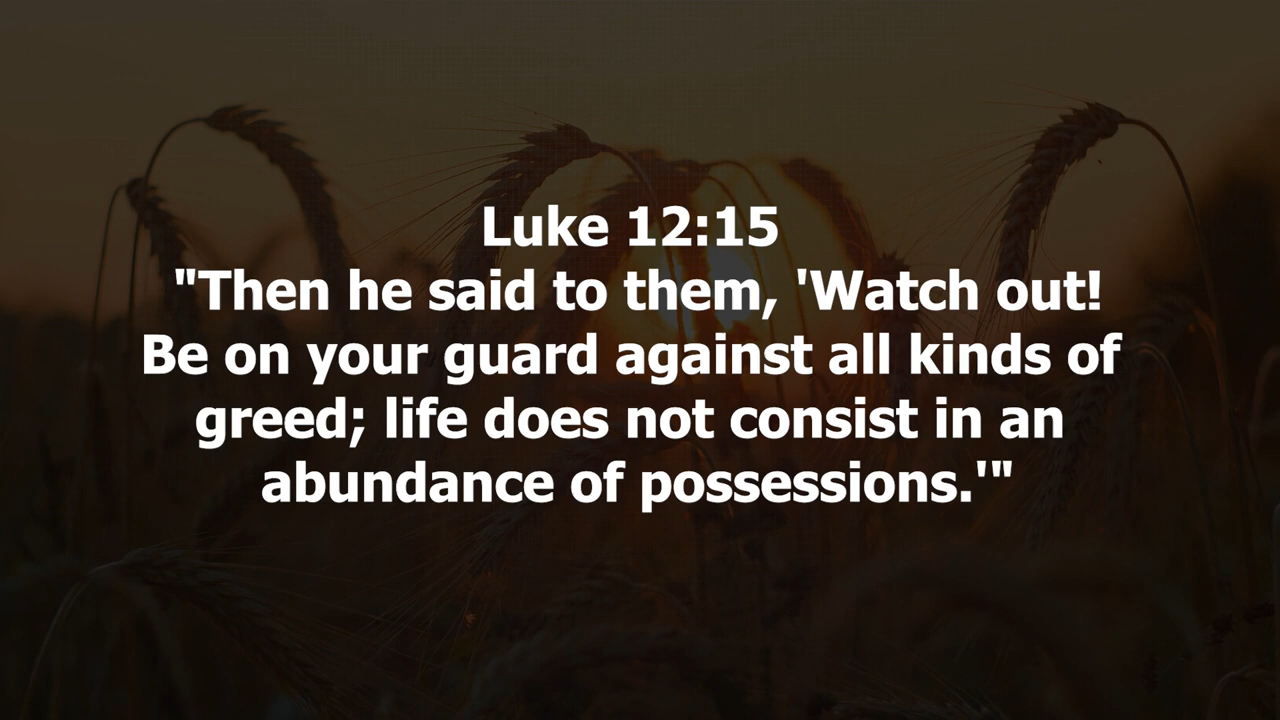 Luke 12:15
"Then he said to them, 'Watch out!
Be on your guard against all kinds of
greed; life does not consist in an
abundance of possessions.'"